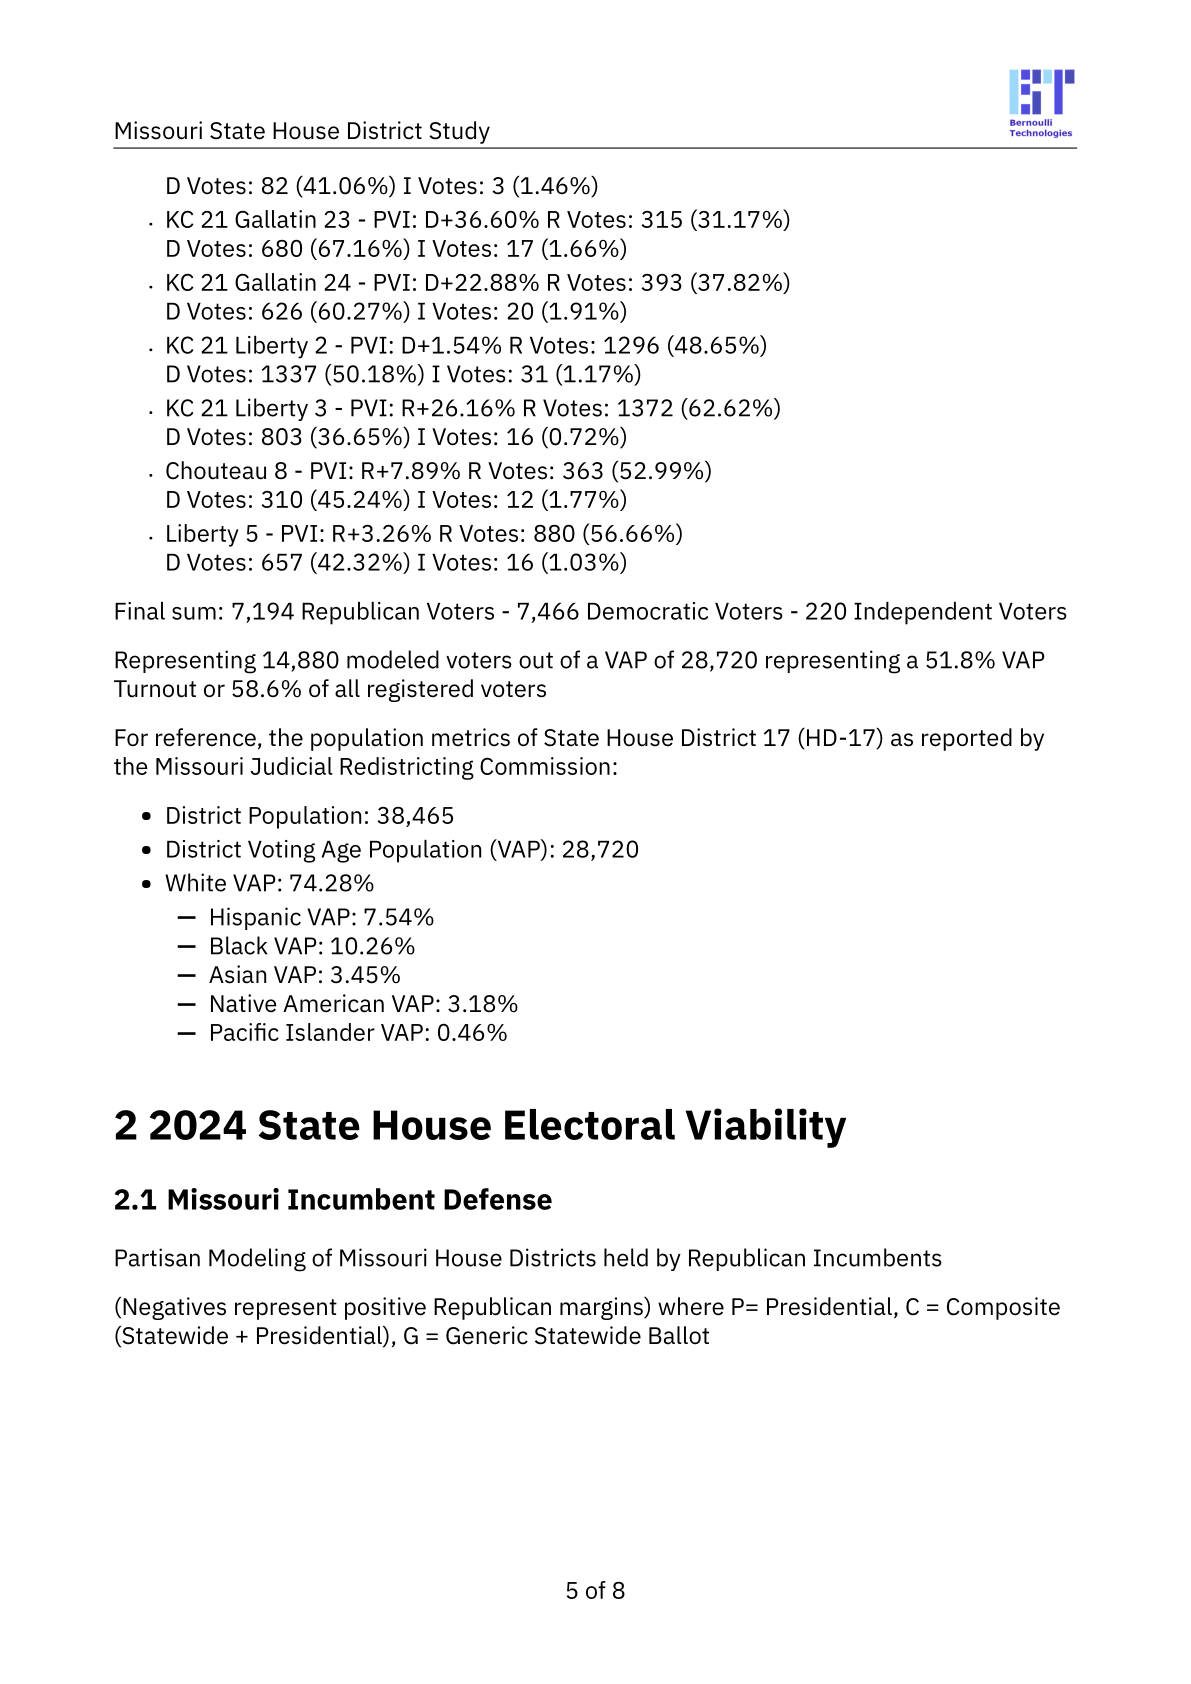 Missouri State House District Study
Bernoulli
Technologies
D Votes: 82 (41.06%) I Votes: 3 (1.46%)
· KC 21 Gallatin 23 - PVI: D+36.60% R Votes: 315 (31.17%)
D Votes: 680 (67.16%) I Votes: 17 (1.66%)
· KC 21 Gallatin 24 - PVI: D+22.88% R Votes: 393 (37.82%)
D Votes: 626 (60.27%) I Votes: 20 (1.91%)
· KC 21 Liberty 2 - PVI: D+1.54% R Votes: 1296 (48.65%)
D Votes: 1337 (50.18%) I Votes: 31 (1.17%)
· KC 21 Liberty 3 - PVI: R+26.16% R Votes: 1372 (62.62%)
D Votes: 803 (36.65%) I Votes: 16 (0.72%)
· Chouteau 8 - PVI: R+7.89% R Votes: 363 (52.99%)
D Votes: 310 (45.24%) I Votes: 12 (1.77%)
· Liberty 5 - PVI: R+3.26% R Votes: 880 (56.66%)
D Votes: 657 (42.32%) I Votes: 16 (1.03%)
Final sum: 7,194 Republican Voters - 7,466 Democratic Voters - 220 Independent Voters
Representing 14,880 modeled voters out of a VAP of 28,720 representing a 51.8% VAP
Turnout or 58.6% of all registered voters
For reference, the population metrics of State House District 17 (HD-17) as reported by
the Missouri Judicial Redistricting Commission:
• District Population: 38,465
• District Voting Age Population (VAP): 28,720
• White VAP: 74.28%
— Hispanic VAP: 7.54%
— Black VAP: 10.26%
— Asian VAP: 3.45%
— Native American VAP: 3.18%
— Pacific Islander VAP: 0.46%
2 2024 State House Electoral Viability
2.1 Missouri Incumbent Defense
Partisan Modeling of Missouri House Districts held by Republican Incumbents
(Negatives represent positive Republican margins) where P= Presidential, C = Composite
(Statewide + Presidential), G = Generic Statewide Ballot
5 of 8